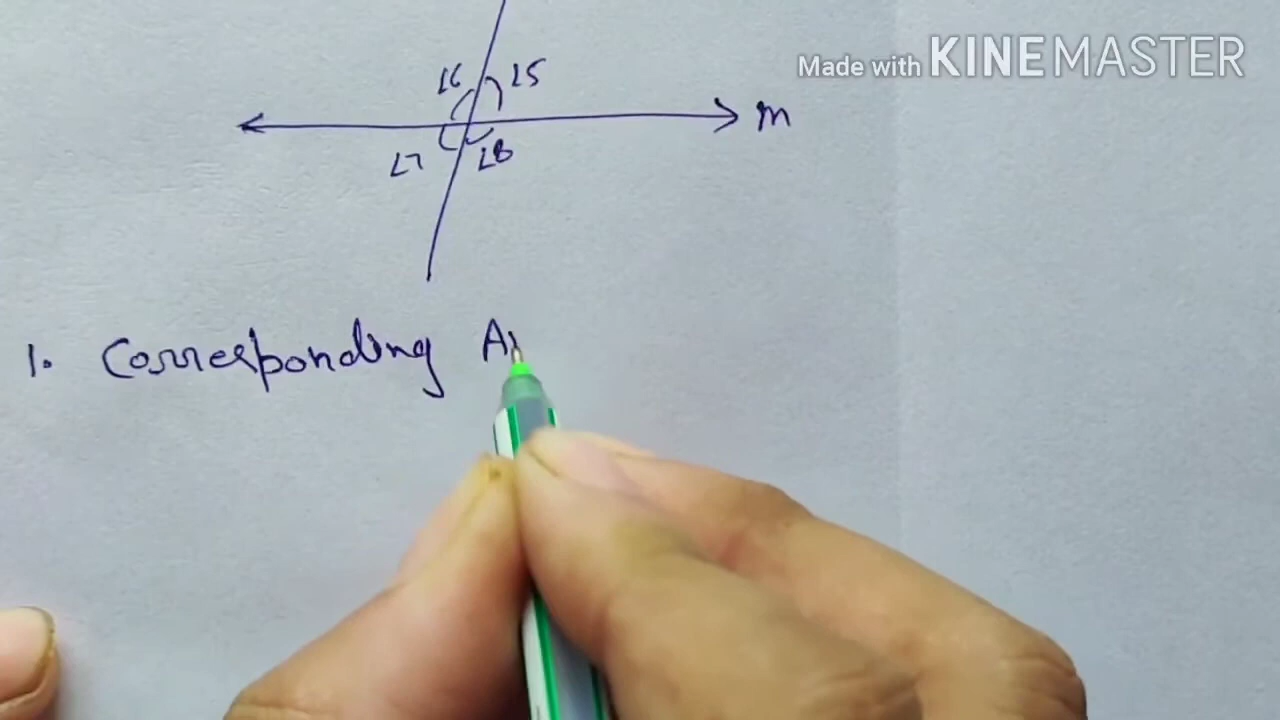 Made with KINEMASTER
∠6 ∠5
m
∠7 ∠8
1. Corresponding